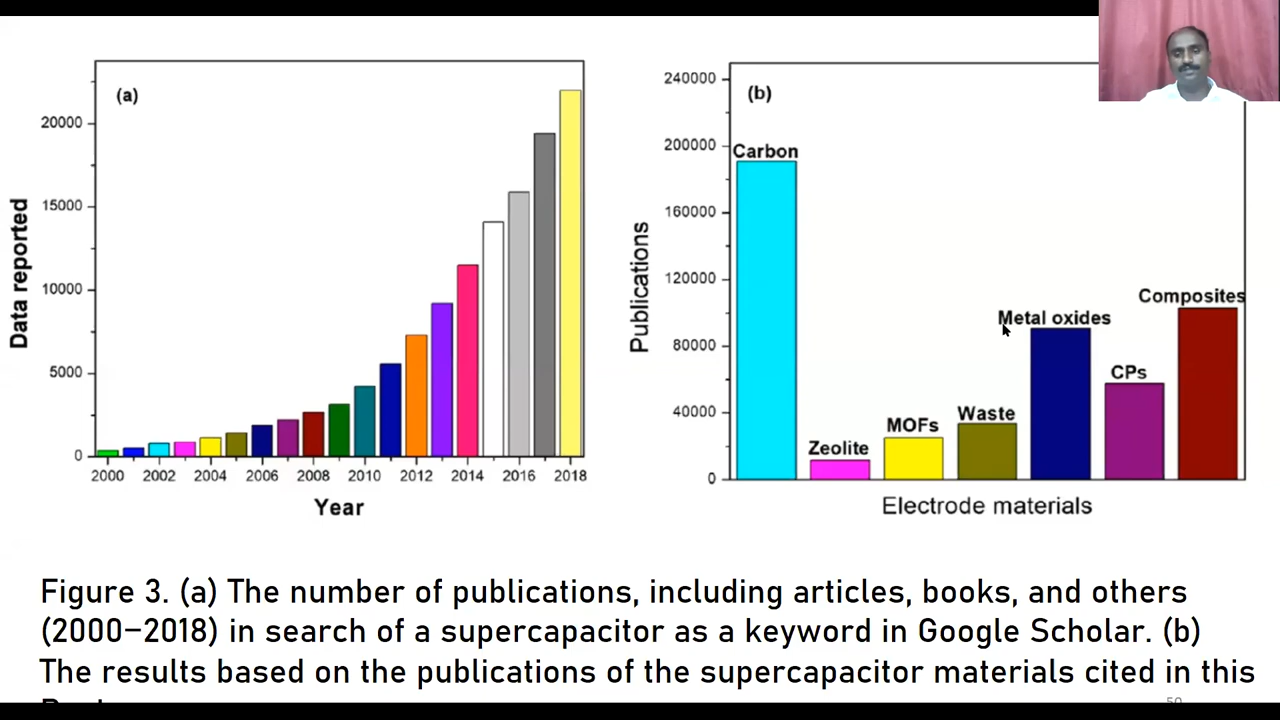 (a)
20000
15000
10000
5000
0
Data reported
2000 2002 2004 2006 2008 2010 2012 2014 2016 2018
Year
(b)
240000
200000
160000
120000
80000
40000
0
Publications
Carbon
Zeolite
MOFs
Waste
Metal oxides
CPs
Composites
Electrode materials
Figure 3. (a) The number of publications, including articles, books, and others
(2000−2018) in search of a supercapacitor as a keyword in Google Scholar. (b)
The results based on the publications of the supercapacitor materials cited in this